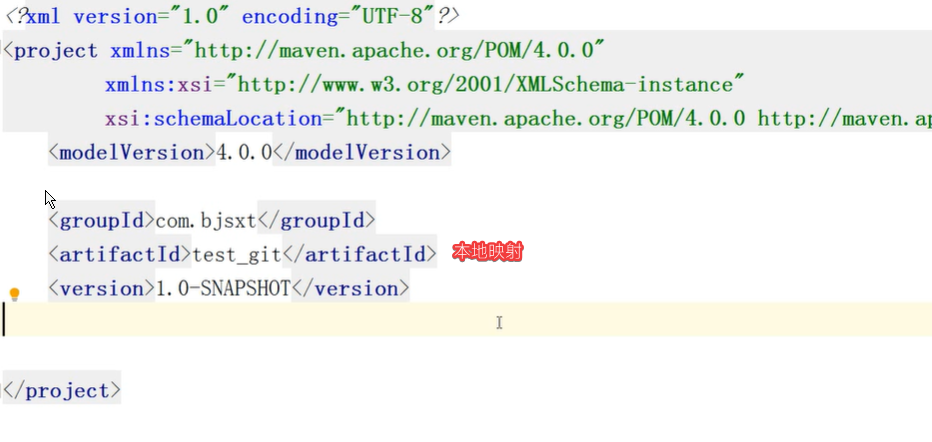 <?xml version="1.0" encoding="UTF-8"?>
<project xmlns="http://maven.apache.org/POM/4.0.0"
xmlns:xsi="http://www.w3.org/2001/XMLSchema-instance"
xsi:schemaLocation="http://maven.apache.org/POM/4.0.0 http://maven.ap
<modelVersion>4.0.0</modelVersion>
<groupId>com.bjsxt</groupId>
<artifactId>test_git</artifactId> 本地映射
<version>1.0-SNAPSHOT</version>
</project>